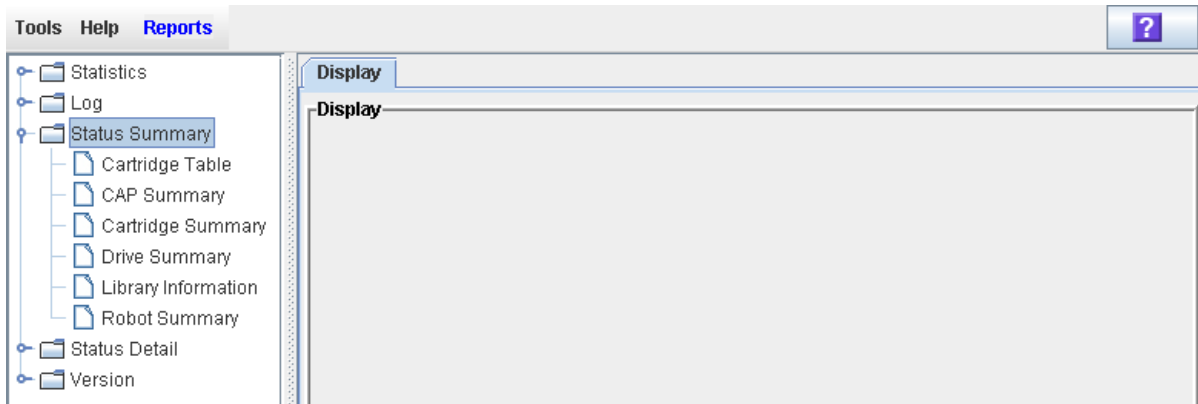 Tools Help Reports ?
Statistics
Log
Status Summary
Cartridge Table
CAP Summary
Cartridge Summary
Drive Summary
Library Information
Robot Summary
Status Detail
Version
Display
Display